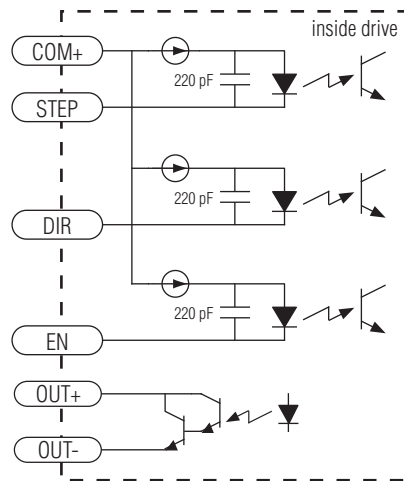 inside drive
COM+
220 pF
STEP
220 pF
DIR
220 pF
EN
OUT+
OUT-